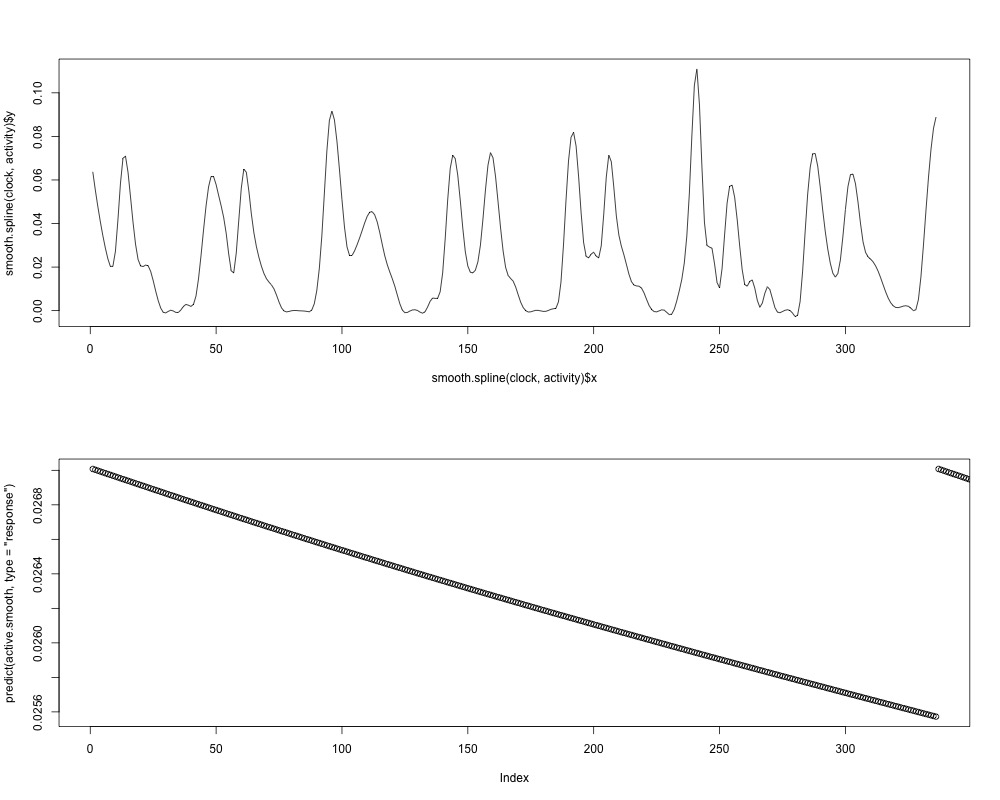 smooth.spline(clock, activity)$y
0.00 0.02 0.04 0.06 0.08 0.10
0 50 100 150 200 250 300
smooth.spline(clock, activity)$x
predict(active.smooth, type = "response")
0.0256 0.0260 0.0264 0.0268
0 50 100 150 200 250 300
Index